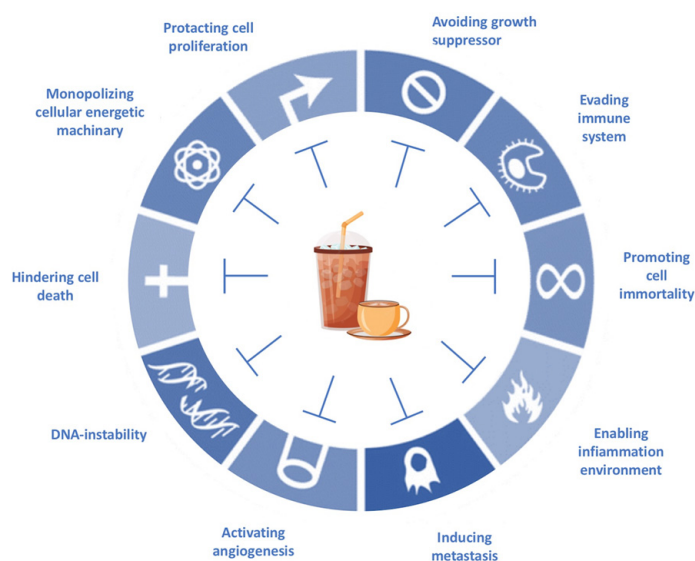 Avoiding growth
suppressor
Evading
immune
system
Promoting
cell
immortality
Enabling
infiammation
environment
Inducing
metastasis
Activating
angiogenesis
DNA-instability
Hindering cell
death
Monopolizing
cellular energetic
machinary
Protacting cell
proliferation